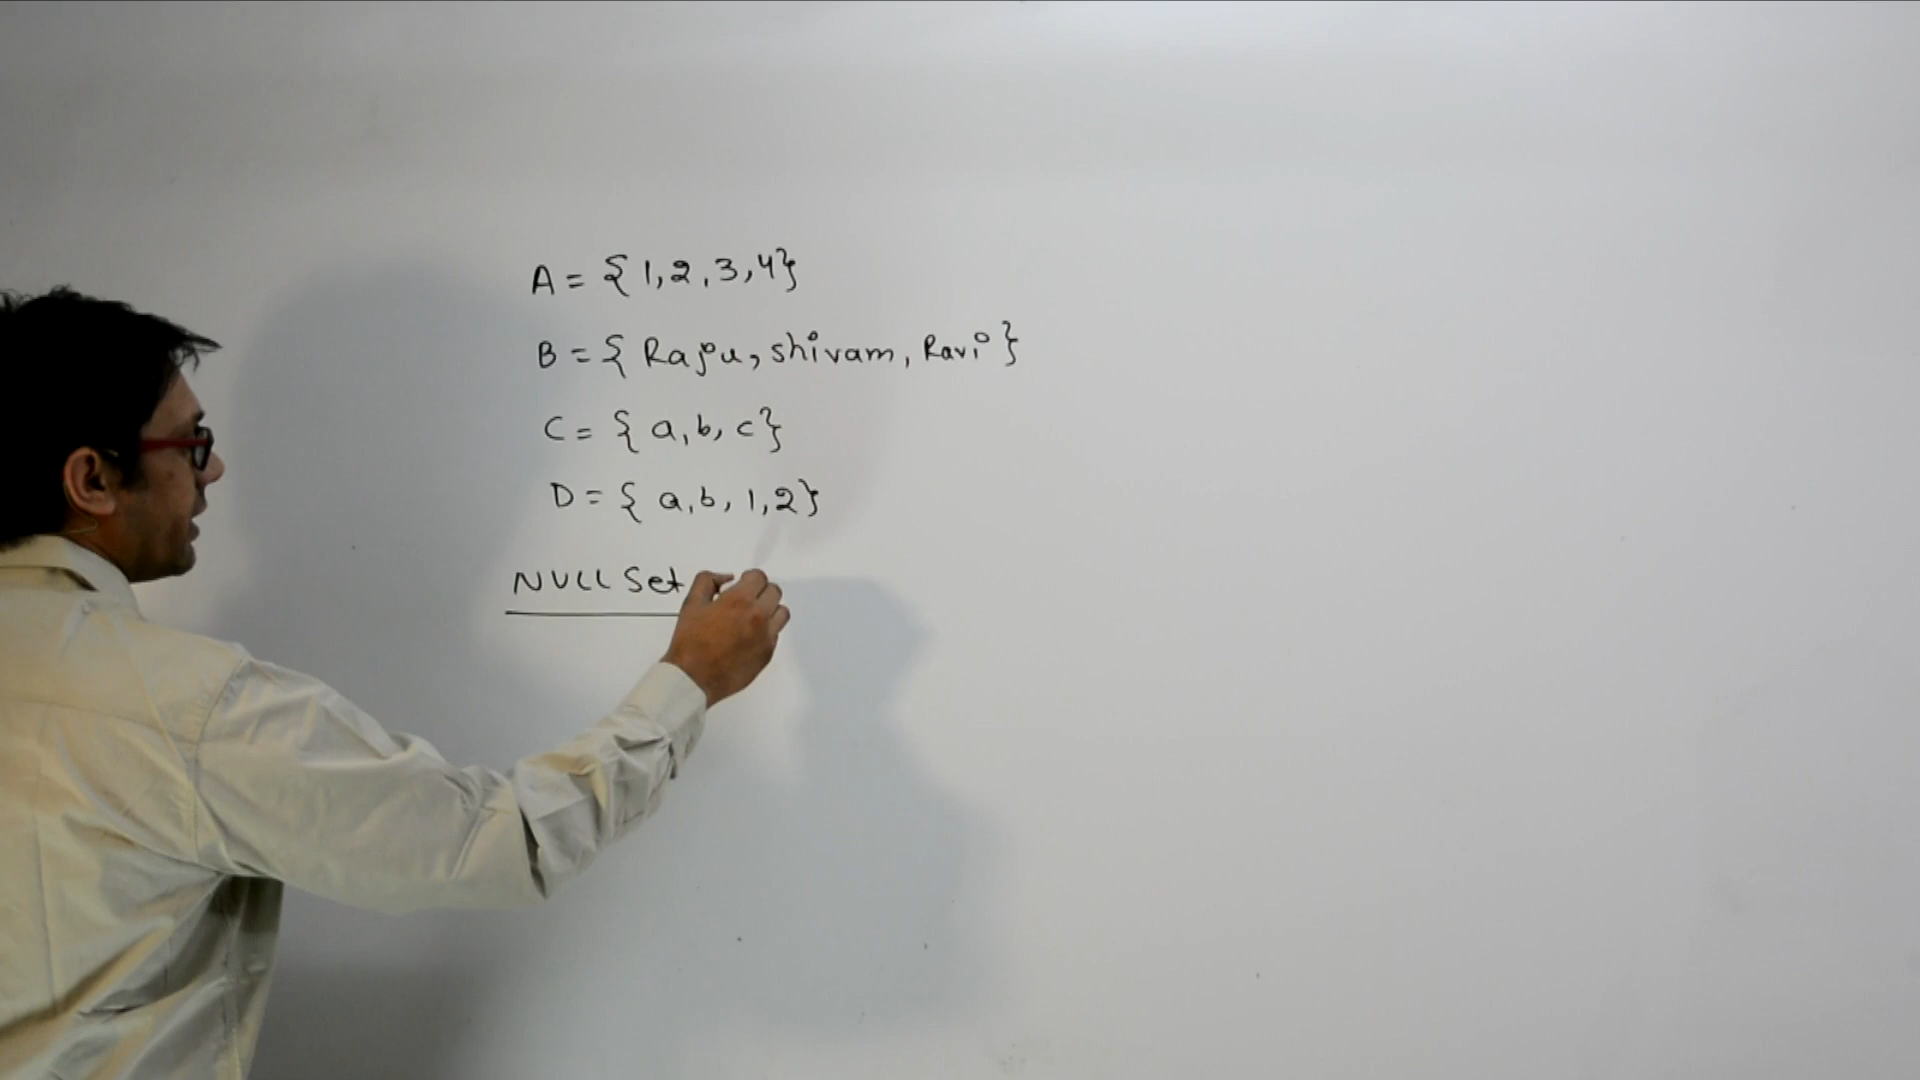 A = {1, 2, 3, 4}
B = {Raju, shivam, Ravi}
C = {a, b, c}
D = {a, b, 1, 2}
NULL Set